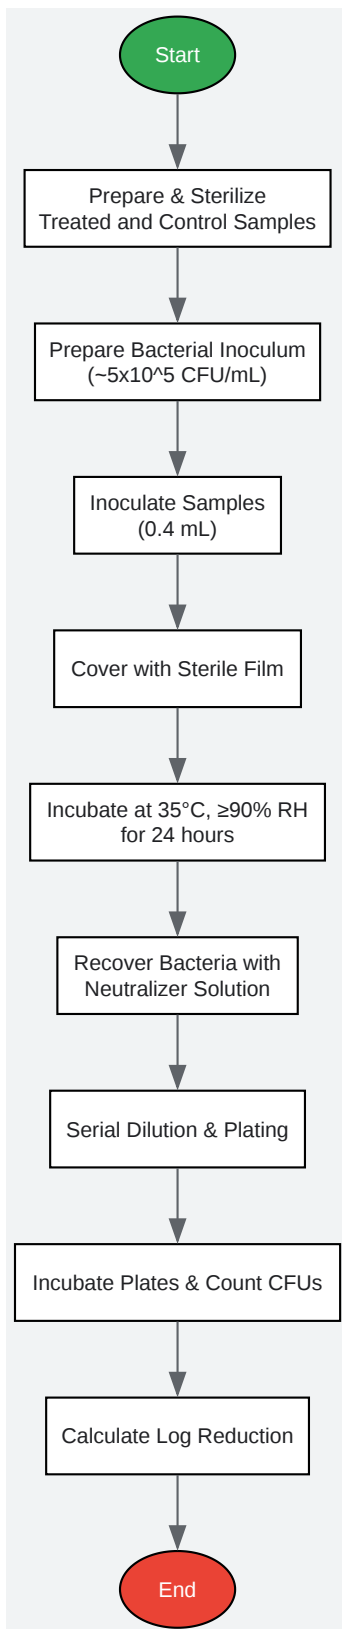 Start
Prepare & Sterilize
Treated and Control Samples
Prepare Bacterial Inoculum
(~5x10^5 CFU/mL)
Inoculate Samples
(0.4 mL)
Cover with Sterile Film
Incubate at 35°C, ≥90% RH
for 24 hours
Recover Bacteria with
Neutralizer Solution
Serial Dilution & Plating
Incubate Plates & Count CFUs
Calculate Log Reduction
End